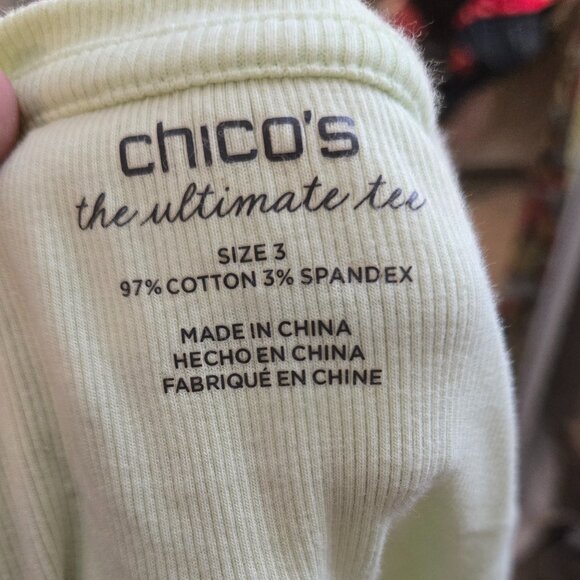 chico's
the ultimate tee
SIZE 3
97% COTTON 3% SPANDEX
MADE IN CHINA
HECHO EN CHINA
FABRIQUÉ EN CHINE